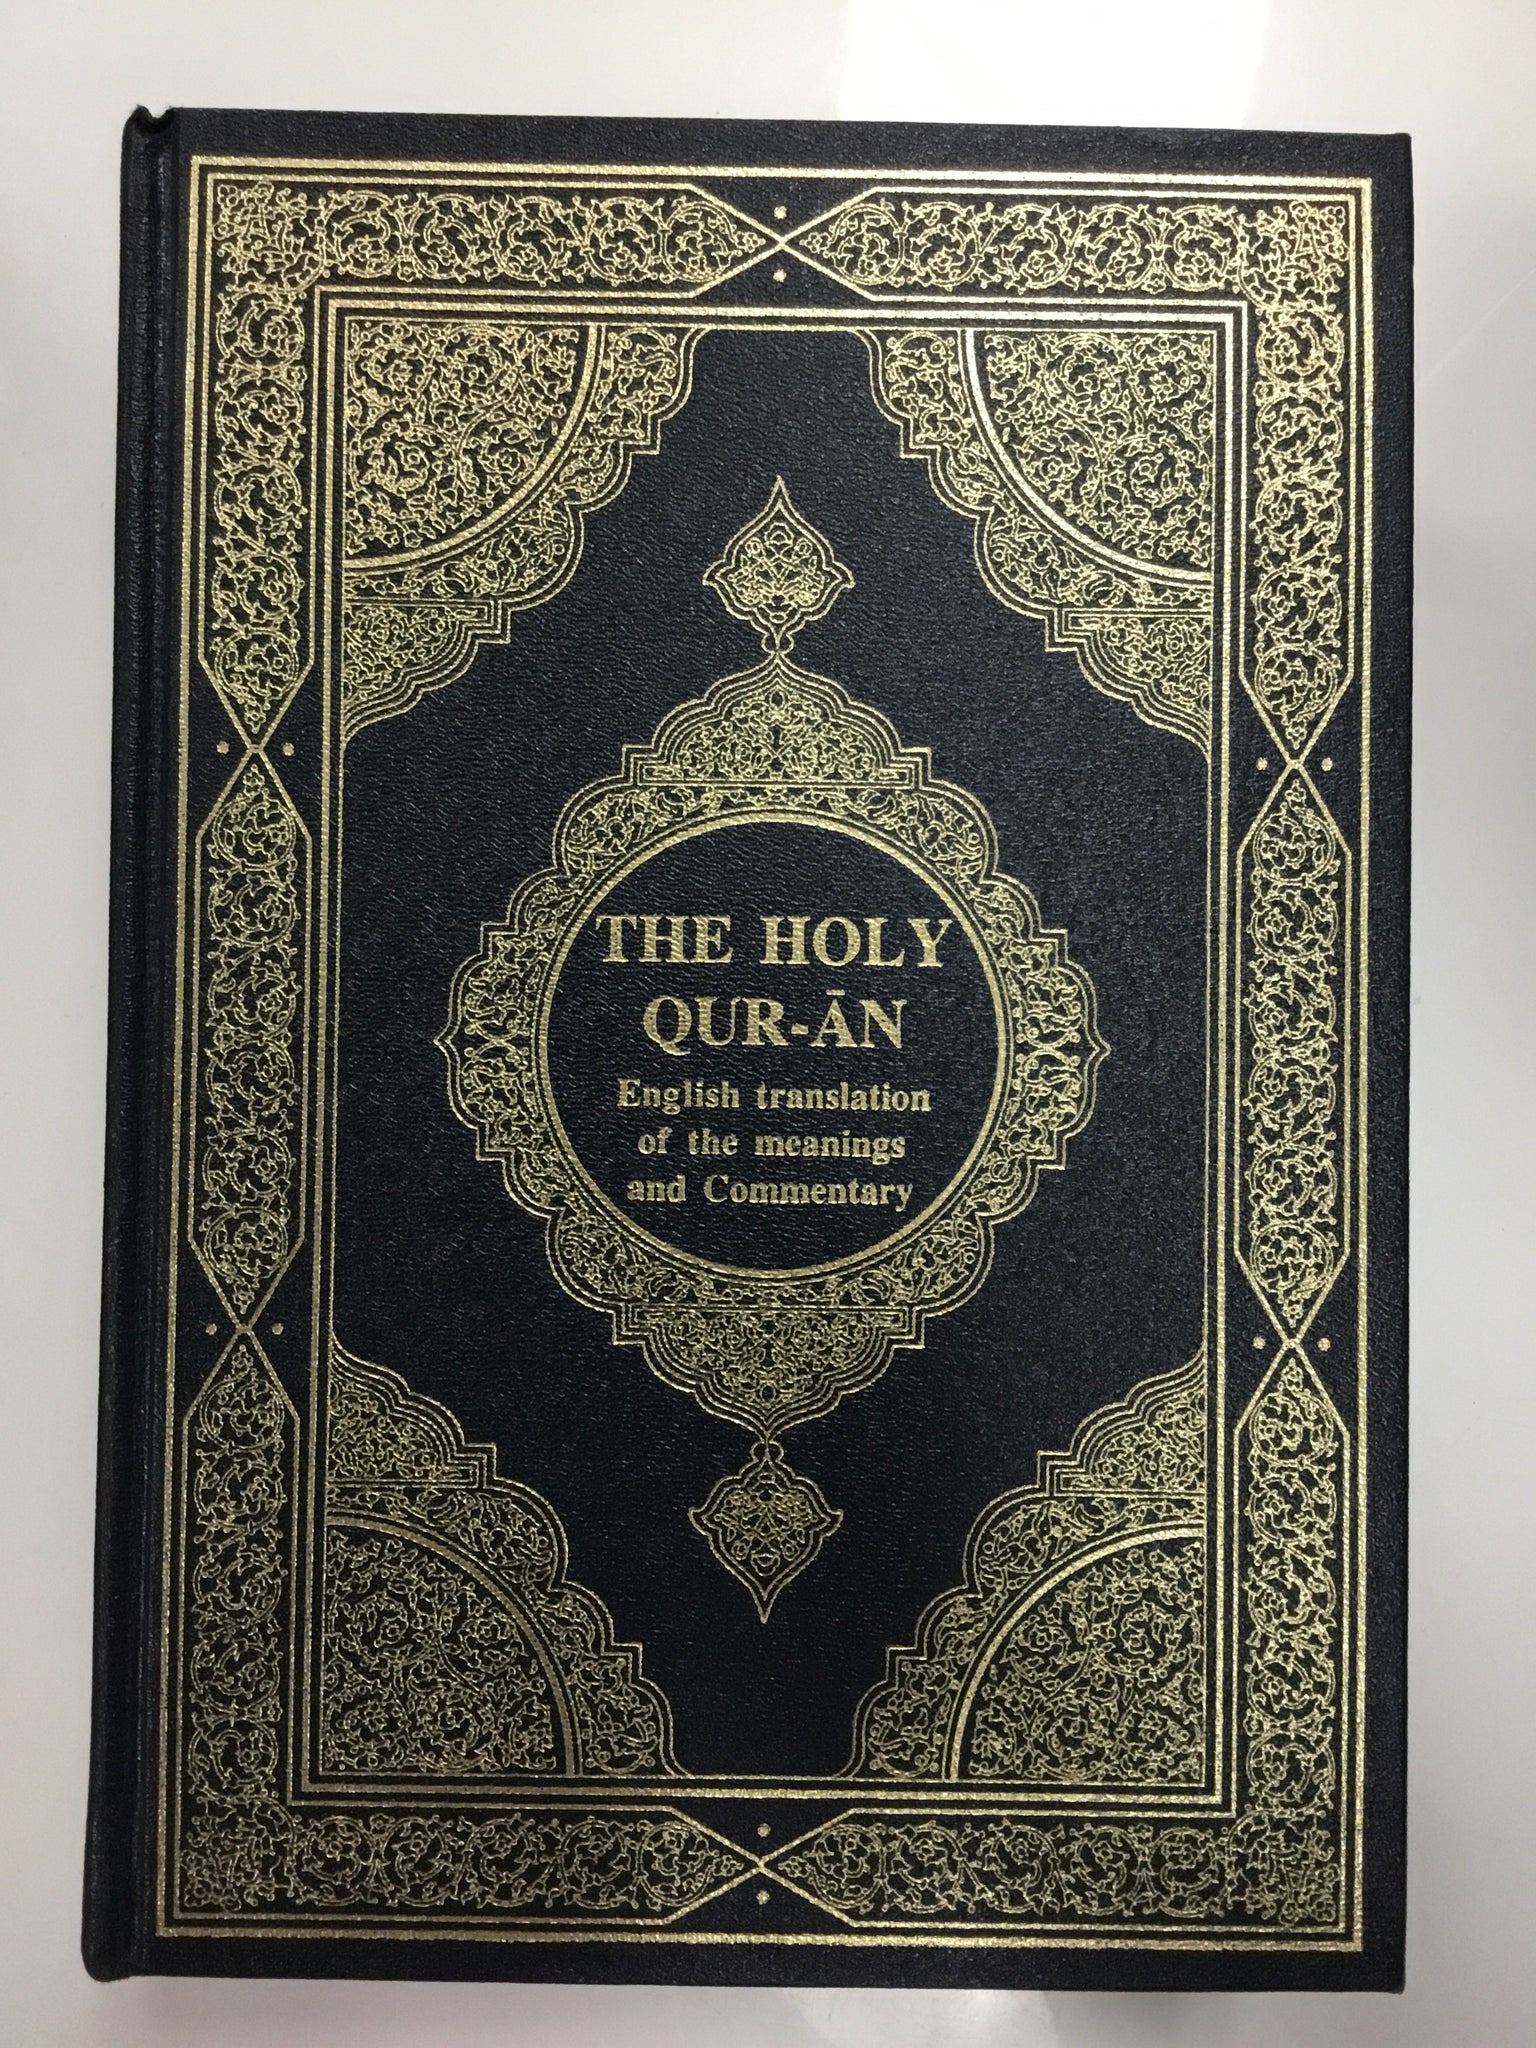 THE HOLY
QUR-ĀN
English translation
of the meanings
and Commentary